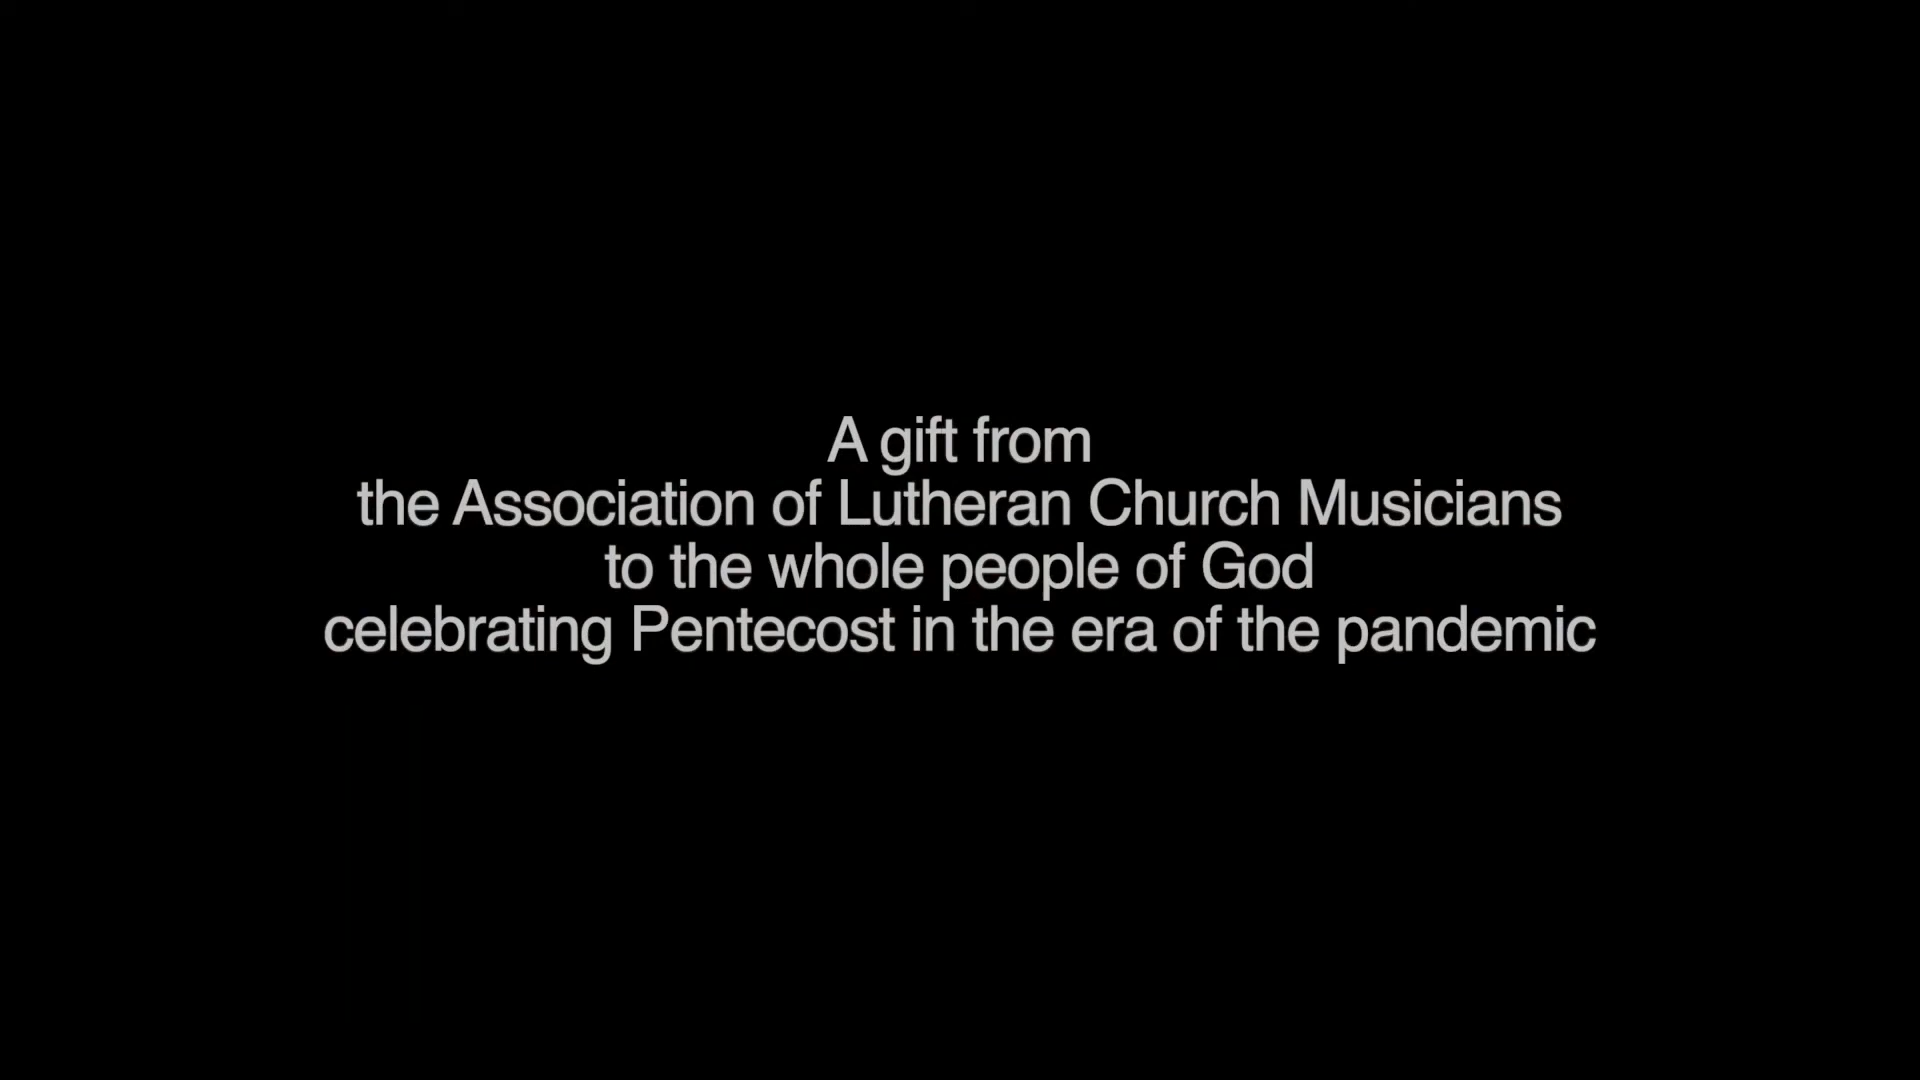 A gift from
the Association of Lutheran Church Musicians
to the whole people of God
celebrating Pentecost in the era of the pandemic